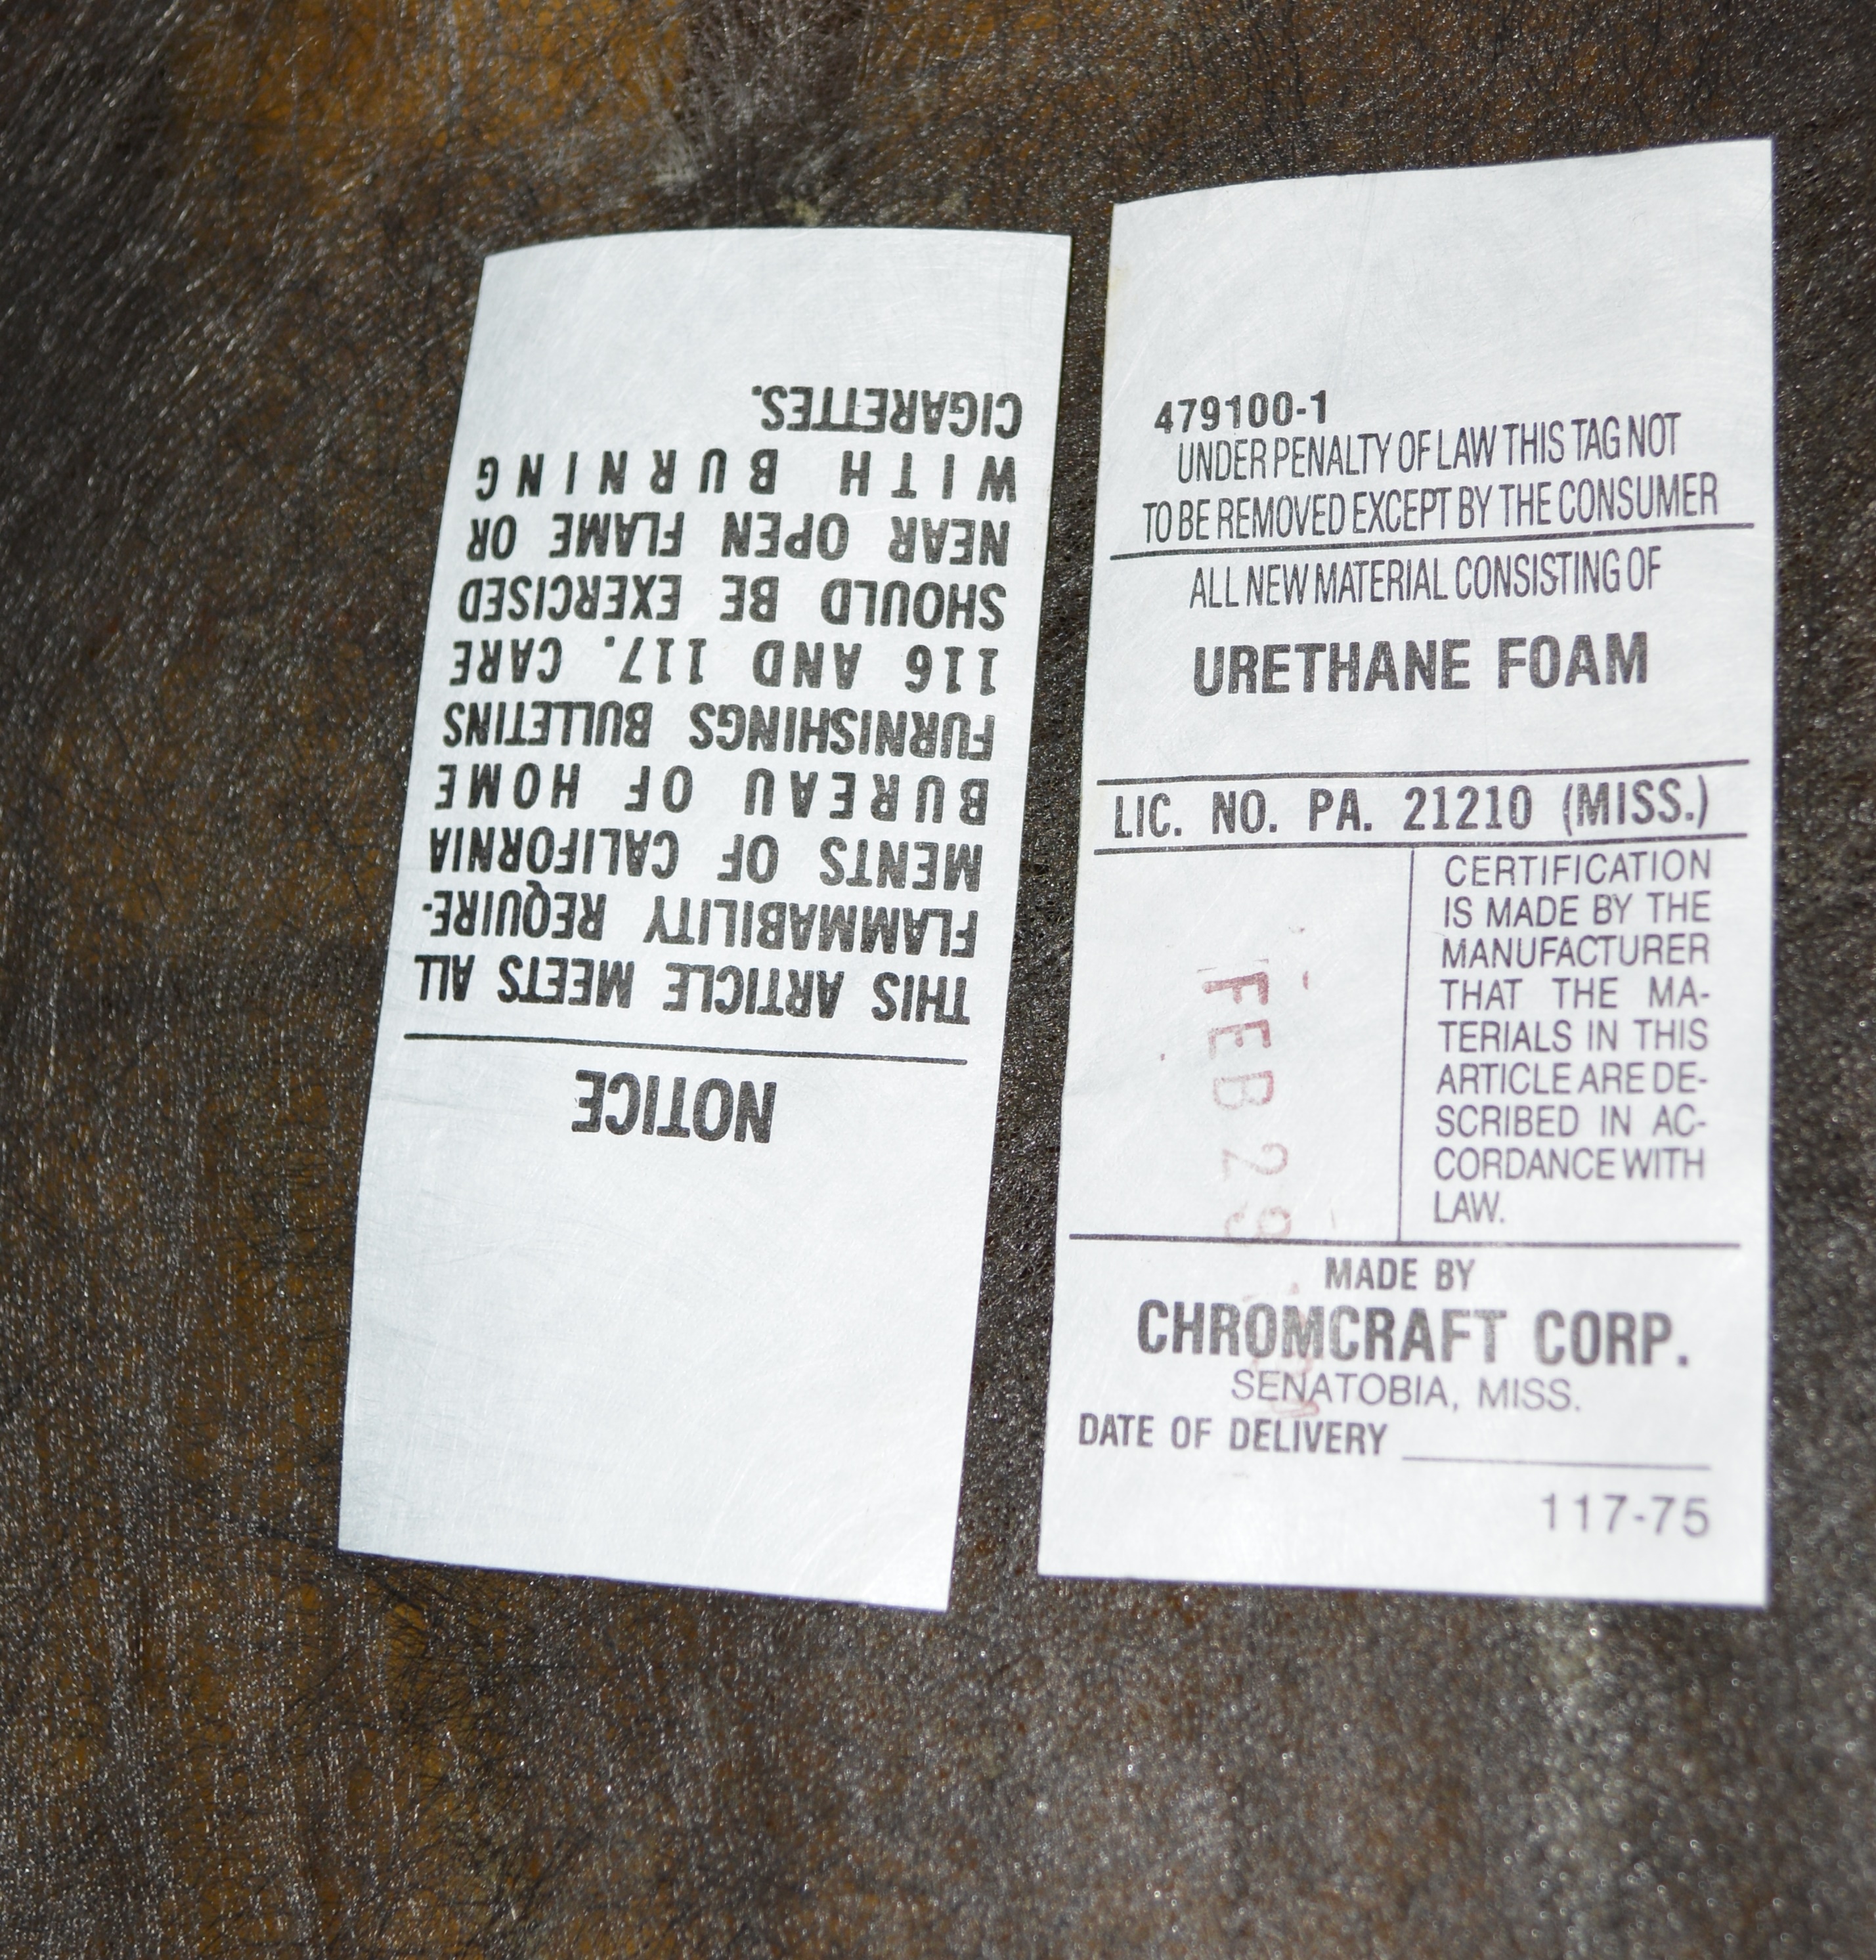 NOTICE
THIS ARTICLE MEETS ALL
FLAMMABILITY REQUIRE-
MENTS OF CALIFORNIA
BUREAU OF HOME
FURNISHINGS BULLETINS
116 AND 117. CARE
SHOULD BE EXERCISED
NEAR OPEN FLAME OR
WITH BURNING
CIGARETTES.
479100-1
UNDER PENALTY OF LAW THIS TAG NOT
TO BE REMOVED EXCEPT BY THE CONSUMER
ALL NEW MATERIAL CONSISTING OF
URETHANE FOAM
LIC. NO. PA. 21210 (MISS.)
FEB 29
CERTIFICATION
IS MADE BY THE
MANUFACTURER
THAT THE MA-
TERIALS IN THIS
ARTICLE ARE DE-
SCRIBED IN AC-
CORDANCE WITH
LAW.
MADE BY
CHROMCRAFT CORP.
SENATOBIA, MISS.
DATE OF DELIVERY
117-75